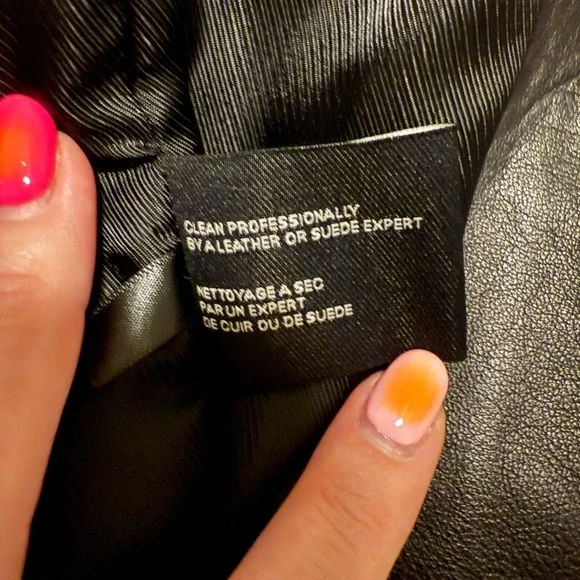 CLEAN PROFESSIONALLY
BY A LEATHER OR SUEDE EXPERT
NETTOYAGE A SEC
PAR UN EXPERT
DE CUIR OU DE SUEDE